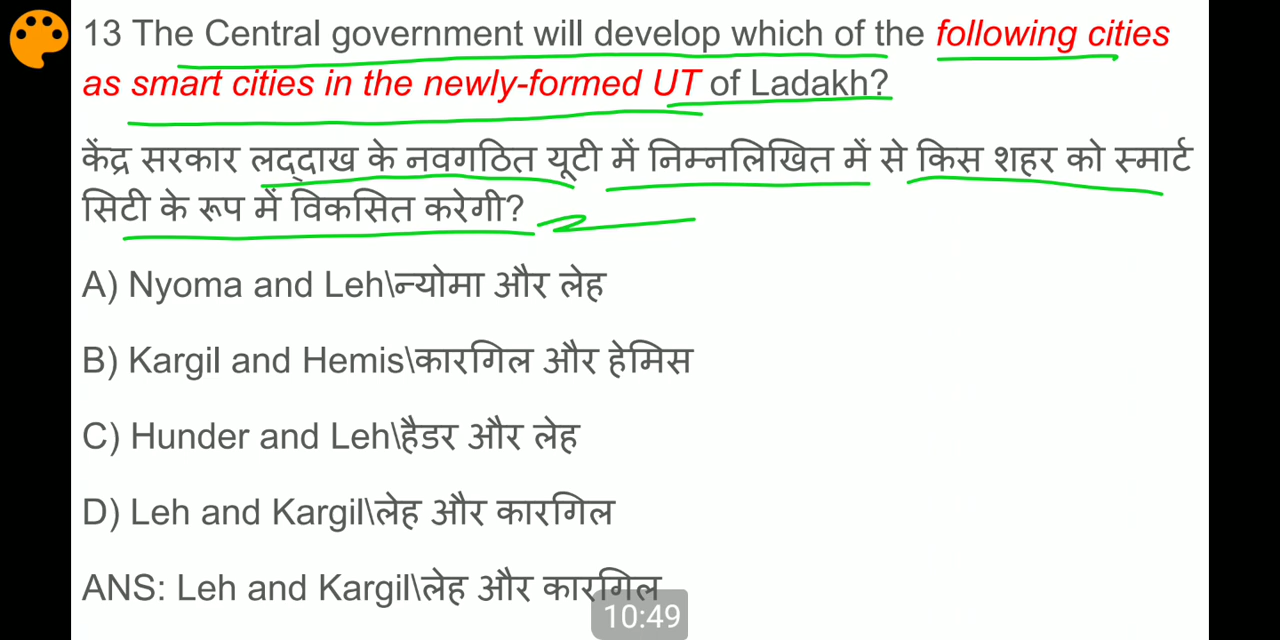 13 The Central government will develop which of the following cities
as smart cities in the newly-formed UT of Ladakh?
केंद्र सरकार लद्दाख के नवगठित यूटी में निम्नलिखित में से किस शहर को स्मार्ट
सिटी के रूप में विकसित करेगी?
A) Nyoma and Leh\न्योमा और लेह
B) Kargil and Hemis\कारगिल और हेमिस
C) Hunder and Leh\हैडर और लेह
D) Leh and Kargil\लेह और कारगिल
ANS: Leh and Kargil\लेह और कारगिल
10:49